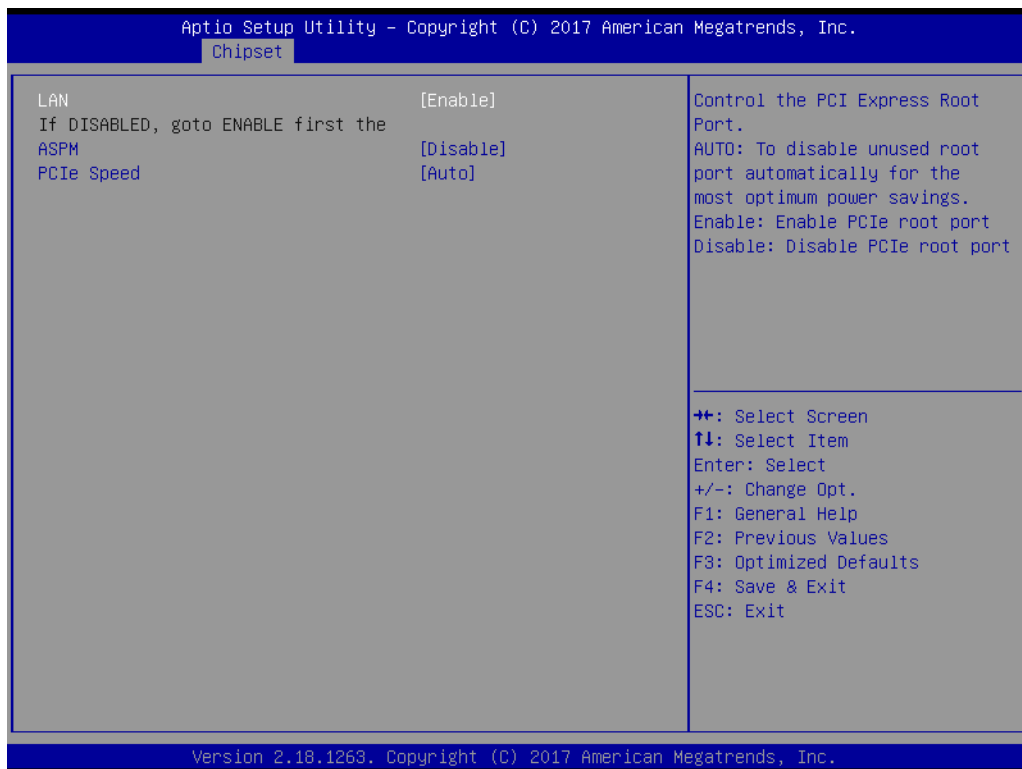 Aptio Setup Utility – Copyright (C) 2017 American Megatrends, Inc.
Chipset
LAN [Enable]
If DISABLED, goto ENABLE first the
ASPM [Disable]
PCIe Speed [Auto]
Control the PCI Express Root
Port.
AUTO: To disable unused root
port automatically for the
most optimum power savings.
Enable: Enable PCIe root port
Disable: Disable PCIe root port
→←: Select Screen
↑↓: Select Item
Enter: Select
+/-: Change Opt.
F1: General Help
F2: Previous Values
F3: Optimized Defaults
F4: Save & Exit
ESC: Exit
Version 2.18.1263. Copyright (C) 2017 American Megatrends, Inc.